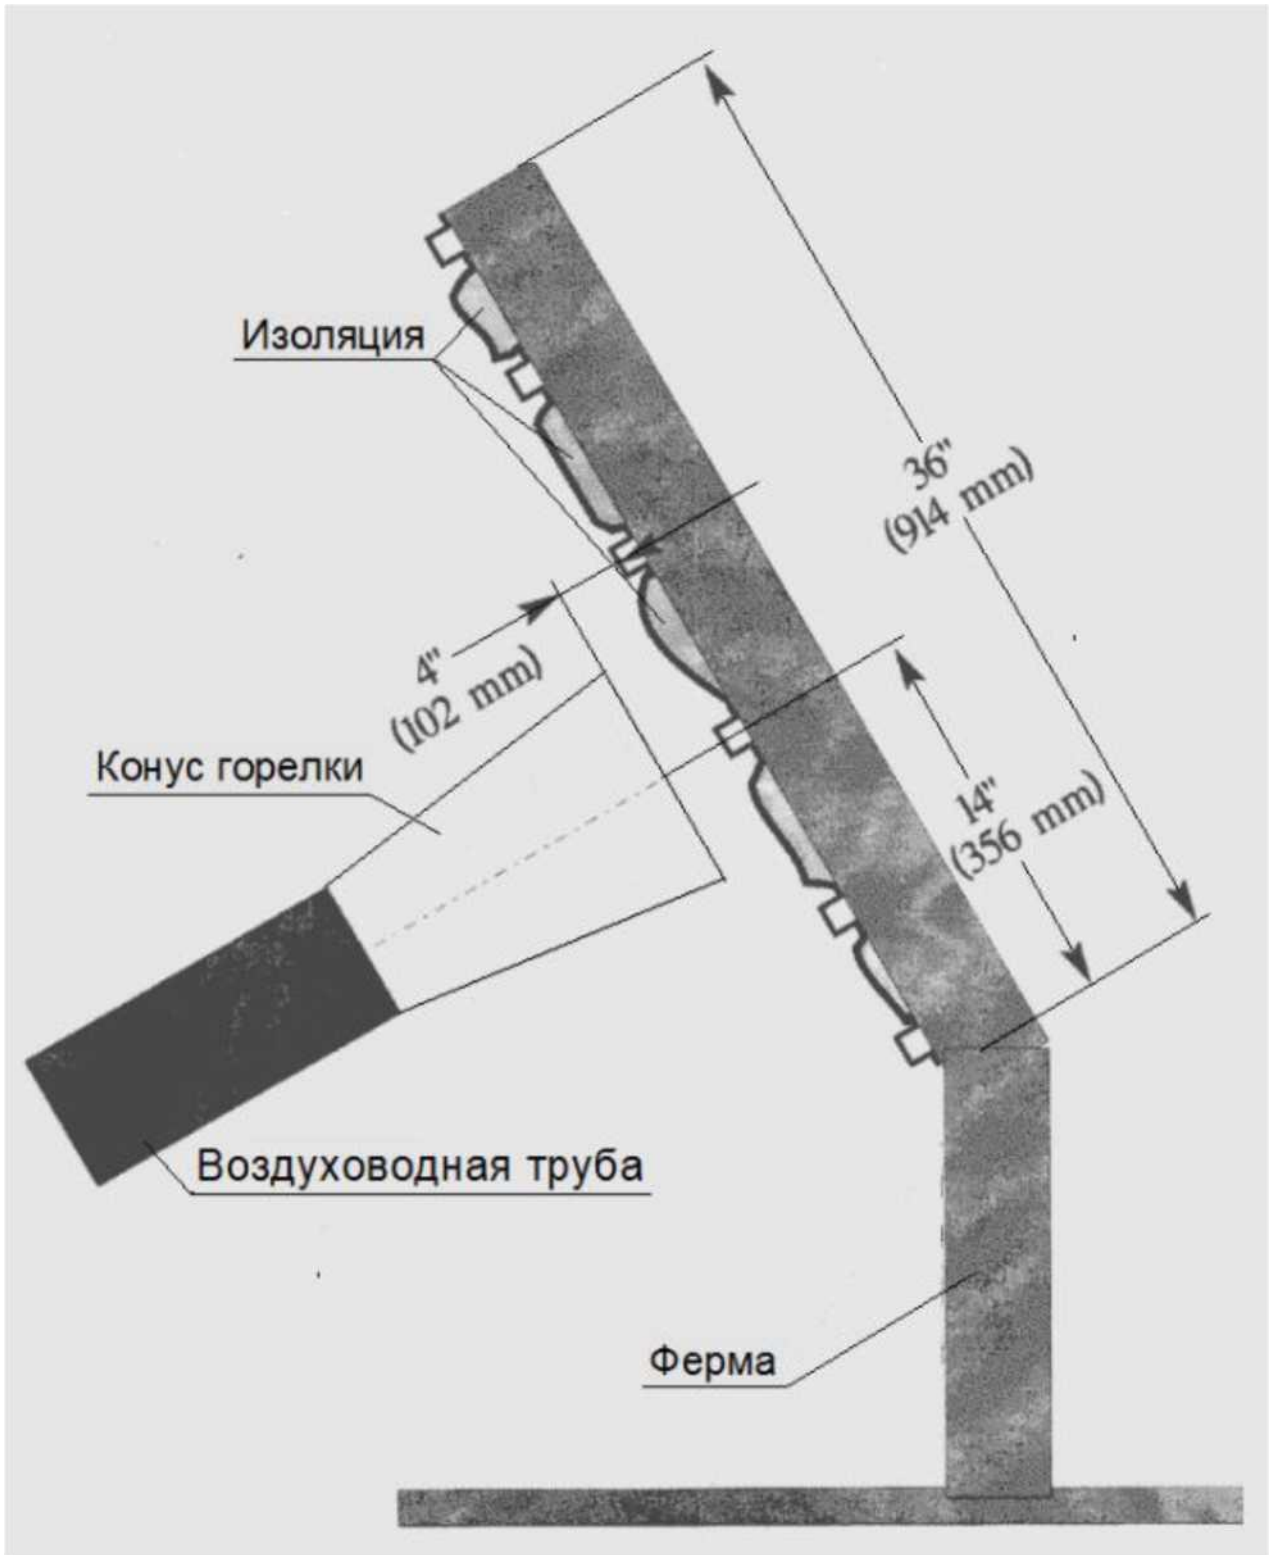 Изоляция
36"
(914 mm)
4"
(102 mm)
Конус горелки
14"
(356 mm)
Воздуховодная труба
Ферма